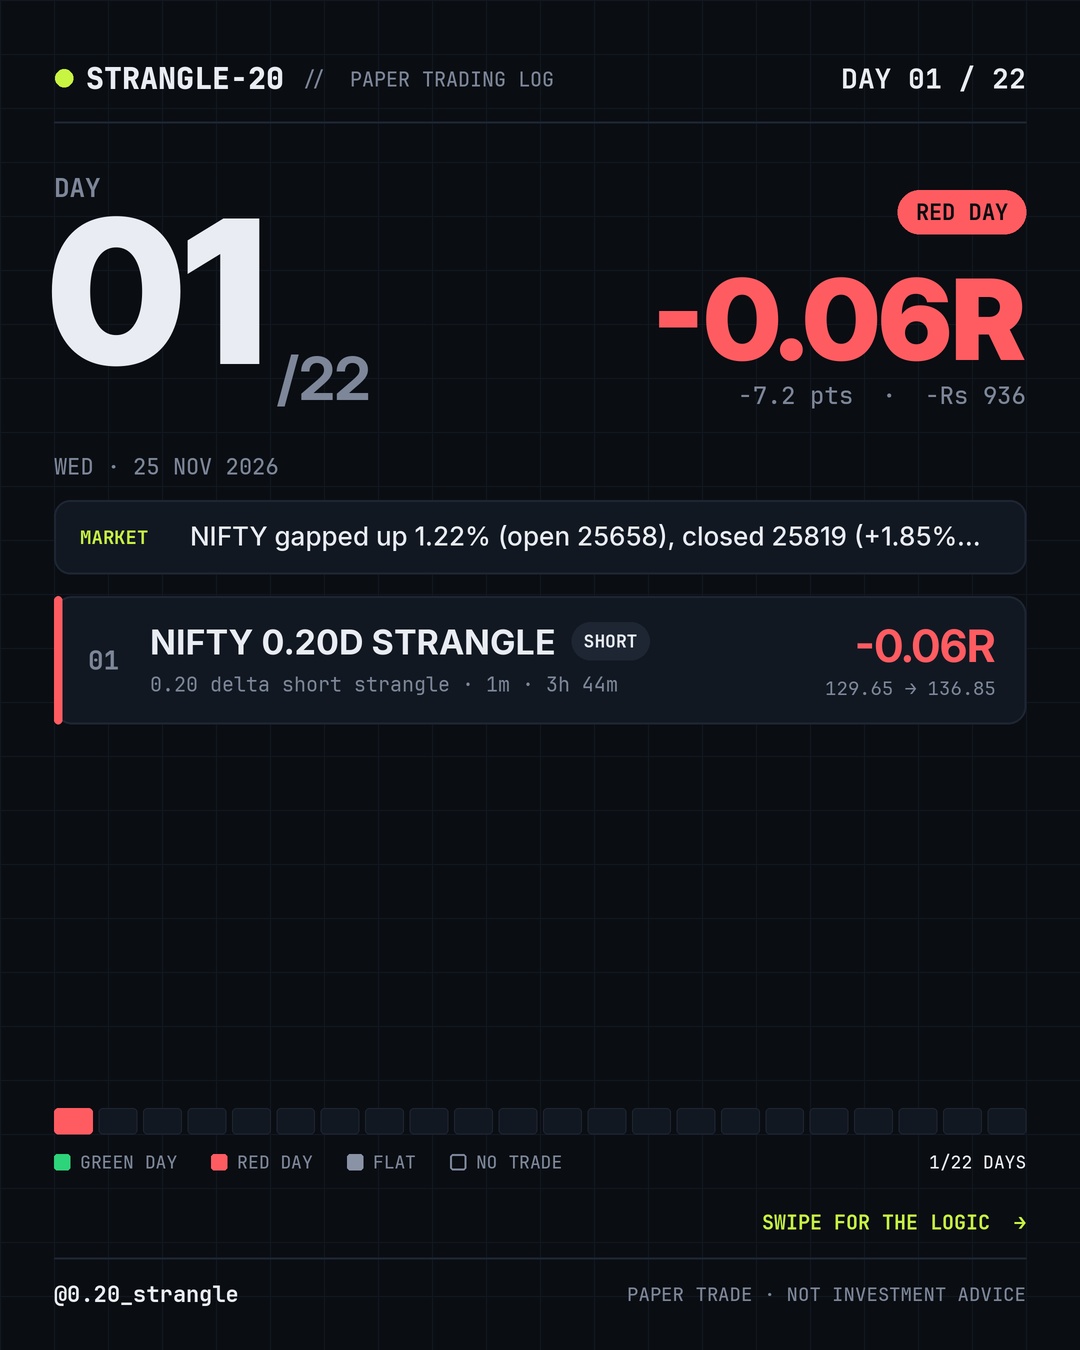 STRANGLE-20 // PAPER TRADING LOG DAY 01 / 22
DAY
01 /22
RED DAY
-0.06R
-7.2 pts · -Rs 936
WED · 25 NOV 2026
MARKET NIFTY gapped up 1.22% (open 25658), closed 25819 (+1.85%...
01 NIFTY 0.20D STRANGLE SHORT -0.06R
0.20 delta short strangle · 1m · 3h 44m 129.65 → 136.85
GREEN DAY RED DAY FLAT NO TRADE 1/22 DAYS
SWIPE FOR THE LOGIC →
@0.20_strangle PAPER TRADE · NOT INVESTMENT ADVICE